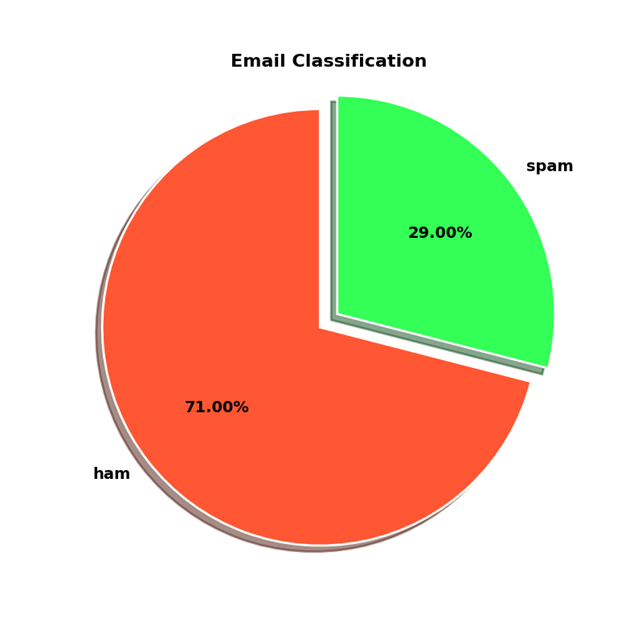 Email Classification
spam
29.00%
71.00%
ham